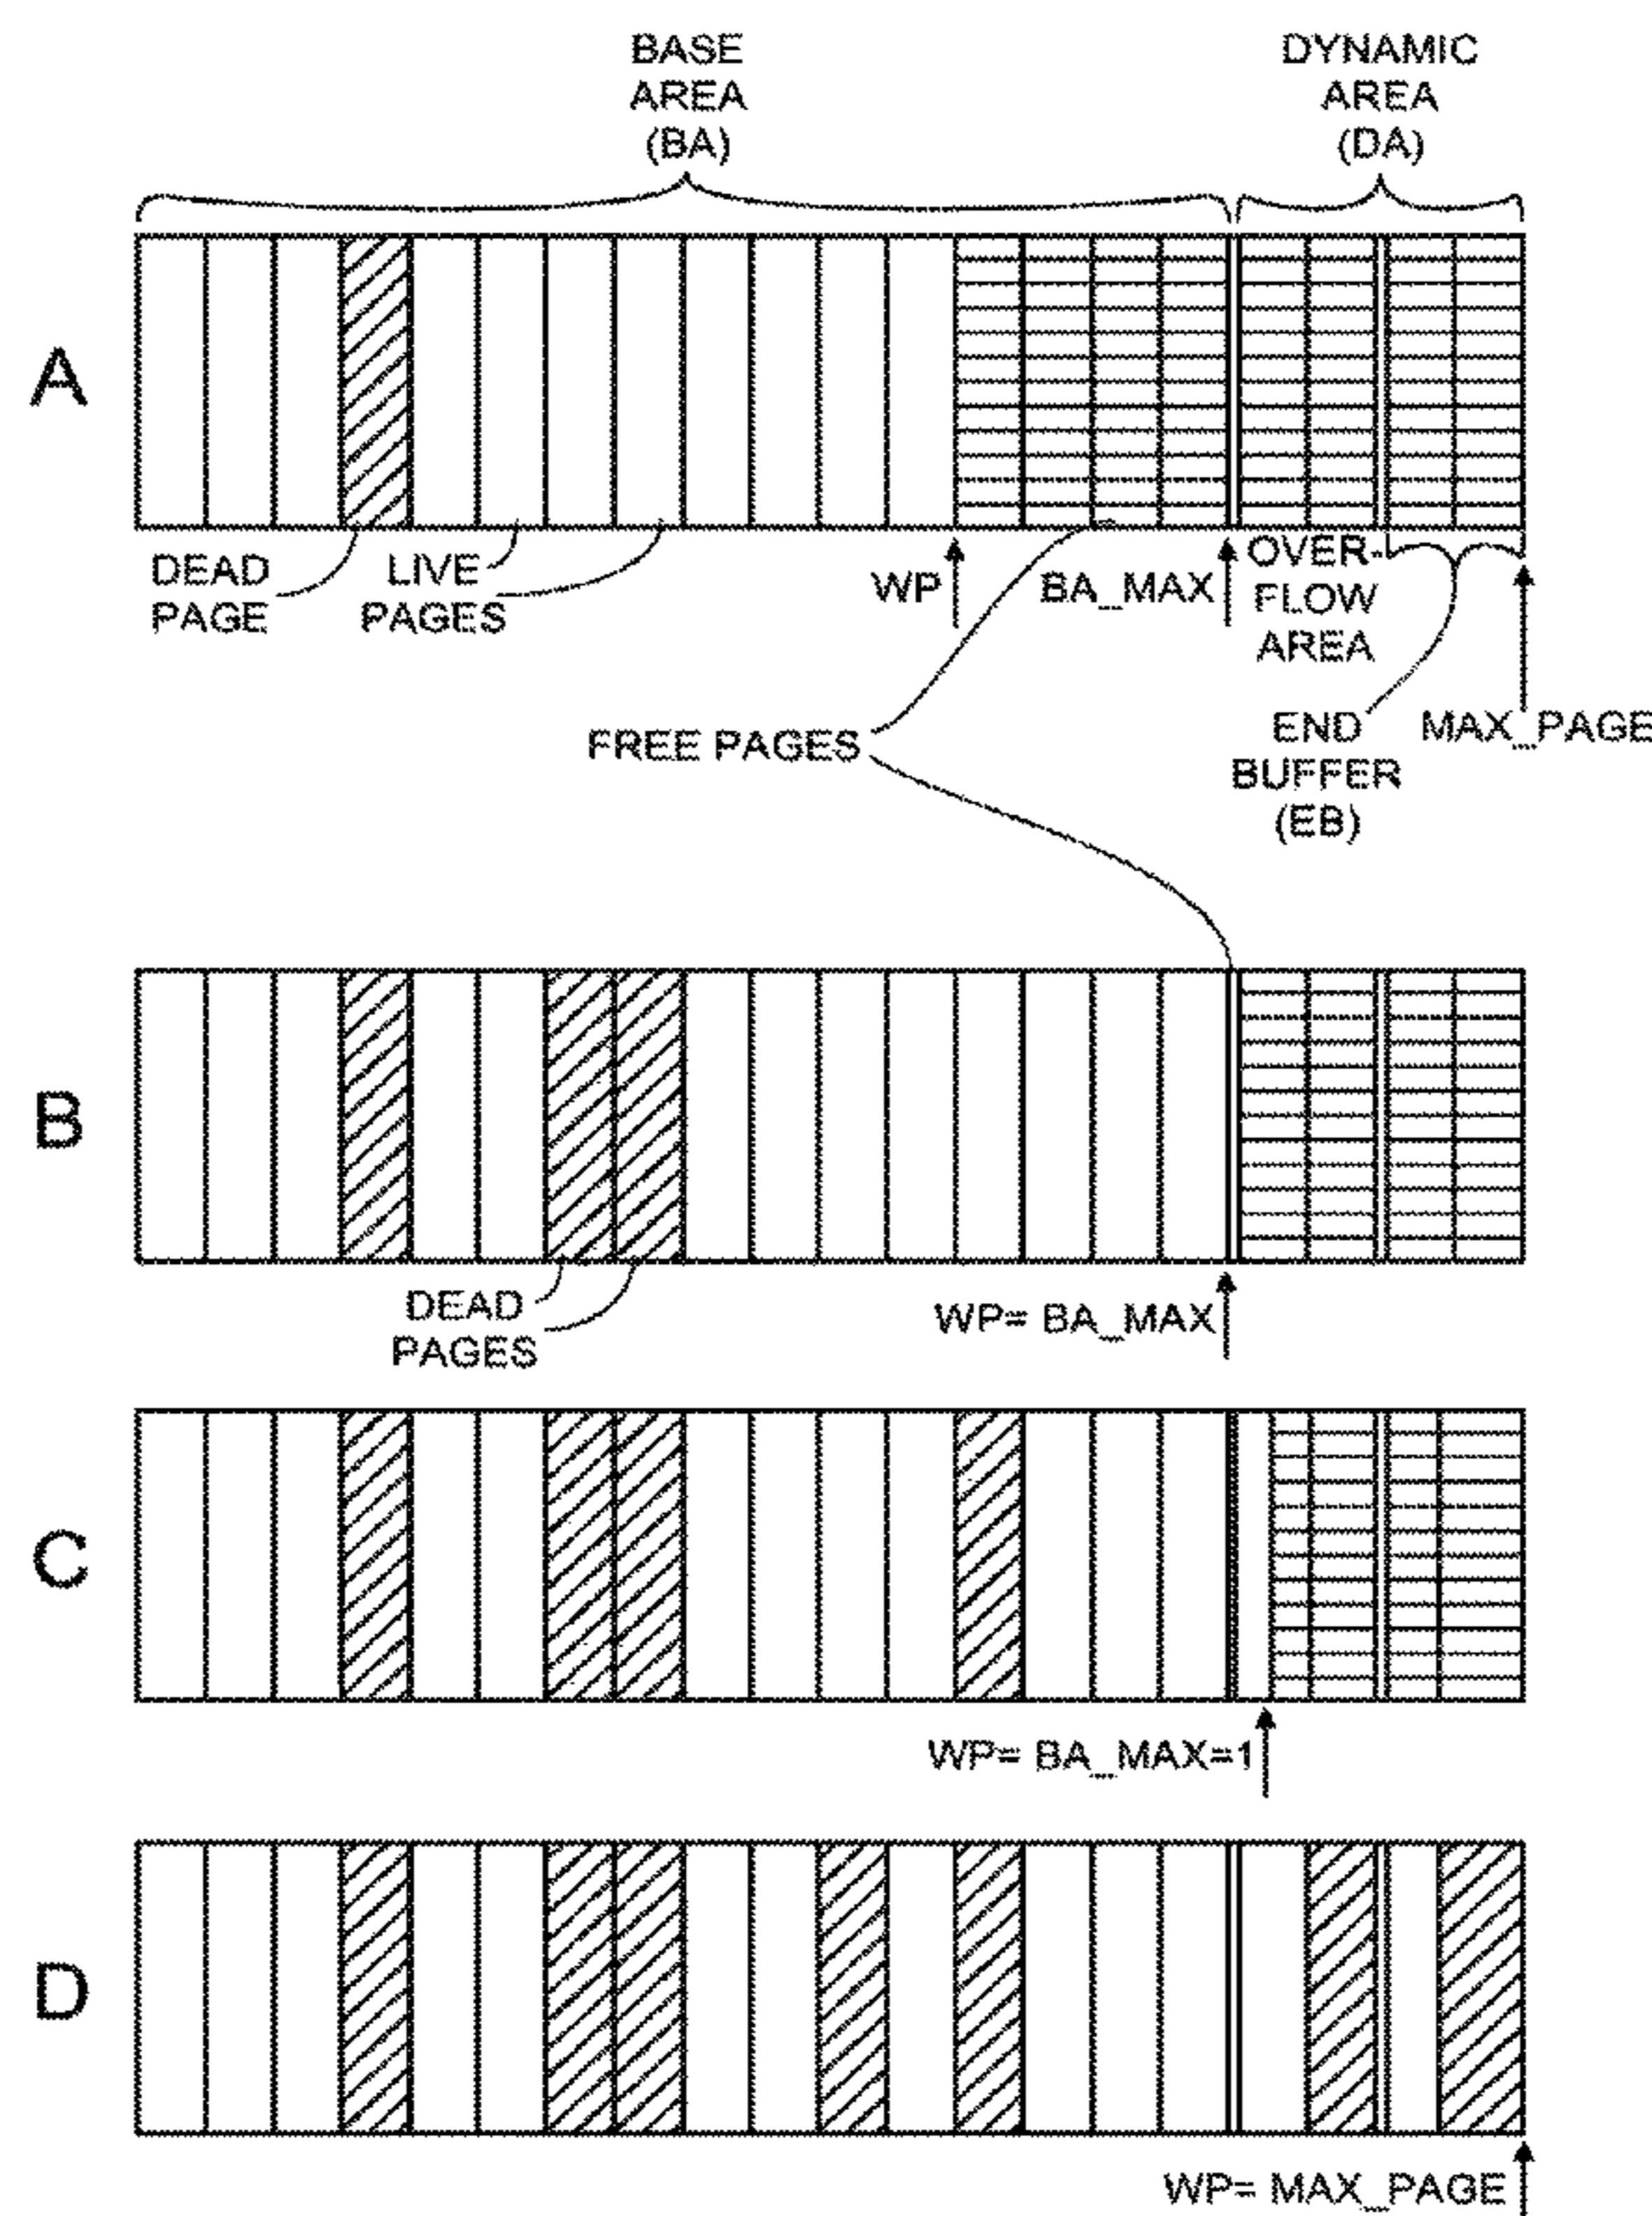 BASE
AREA
(BA)
DYNAMIC
AREA
(DA)
A
DEAD
PAGE
LIVE
PAGES
WP
BA_MAX
OVER-
FLOW
AREA
FREE PAGES
END
BUFFER
(EB)
MAX_PAGE
B
DEAD
PAGES
WP= BA_MAX
C
WP= BA_MAX=1
D
WP= MAX_PAGE